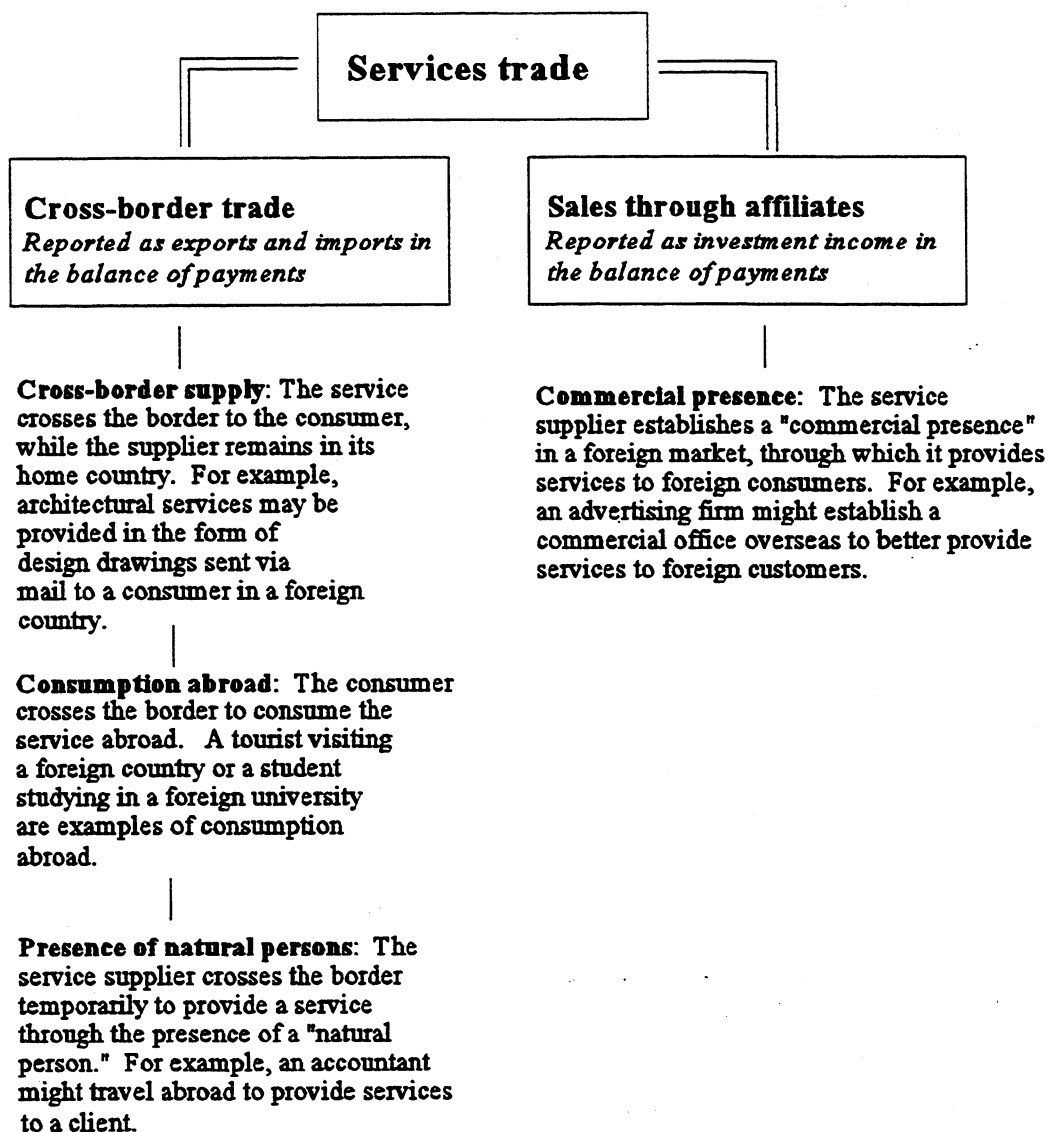 Services trade
Cross-border trade
Reported as exports and imports in
the balance of payments
Cross-border supply: The service
crosses the border to the consumer,
while the supplier remains in its
home country. For example,
architectural services may be
provided in the form of
design drawings sent via
mail to a consumer in a foreign
country.
Consumption abroad: The consumer
crosses the border to consume the
service abroad. A tourist visiting
a foreign country or a student
studying in a foreign university
are examples of consumption
abroad.
Presence of natural persons: The
service supplier crosses the border
temporarily to provide a service
through the presence of a "natural
person." For example, an accountant
might travel abroad to provide services
to a client.
Sales through affiliates
Reported as investment income in
the balance of payments
Commercial presence: The service
supplier establishes a "commercial presence"
in a foreign market, through which it provides
services to foreign consumers. For example,
an advertising firm might establish a
commercial office overseas to better provide
services to foreign customers.